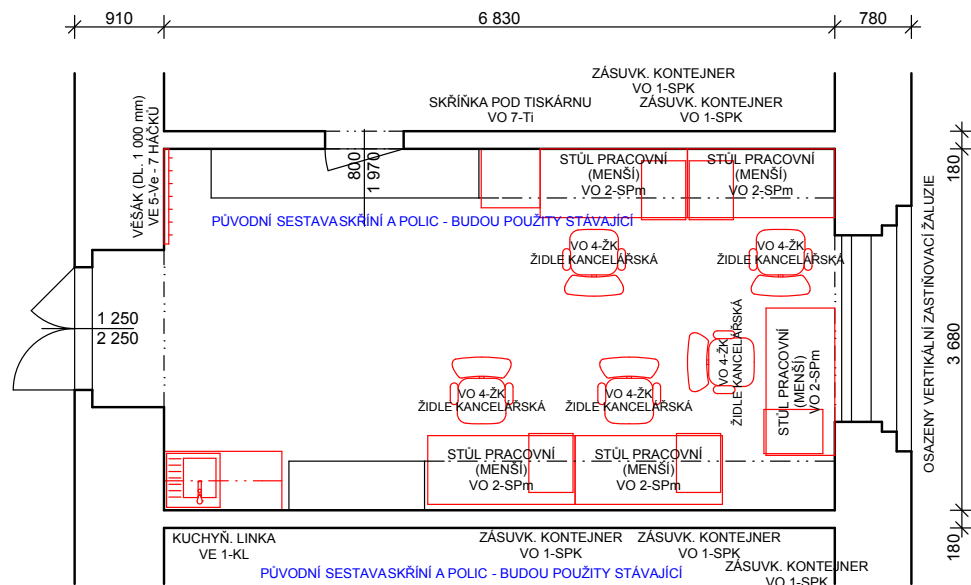 910
6 830
780
ZÁSUVK. KONTEJNER
VO 1-SPK
SKŘÍŇKA POD TISKÁRNU
VO 7-Ti
ZÁSUVK. KONTEJNER
VO 1-SPK
VĚŠÁK (DL. 1 000 mm)
VE 5-Ve - 7 HÁČKŮ
800
1 970
STŮL PRACOVNÍ
(MENŠÍ)
VO 2-SPm
STŮL PRACOVNÍ
(MENŠÍ)
VO 2-SPm
180
PŮVODNÍ SESTAVASKŘÍNÍ A POLIC - BUDOU POUŽITY STÁVAJÍCÍ
VO 4-ŽK
ŽIDLE KANCELÁŘSKÁ
VO 4-ŽK
ŽIDLE KANCELÁŘSKÁ
1 250
2 250
VO 4-ŽK
ŽIDLE KANCELÁŘSKÁ
STŮL PRACOVNÍ
(MENŠÍ)
VO 2-SPm
OSAZENY VERTIKÁLNÍ ZASTIŇOVACÍ ŽALUZIE
3 680
VO 4-ŽK
ŽIDLE KANCELÁŘSKÁ
VO 4-ŽK
ŽIDLE KANCELÁŘSKÁ
STŮL PRACOVNÍ
(MENŠÍ)
VO 2-SPm
STŮL PRACOVNÍ
(MENŠÍ)
VO 2-SPm
KUCHYŇ. LINKA
VE 1-KL
ZÁSUVK. KONTEJNER
VO 1-SPK
ZÁSUVK. KONTEJNER
VO 1-SPK
180
PŮVODNÍ SESTAVASKŘÍNÍ A POLIC - BUDOU POUŽITY STÁVAJÍCÍ
ZÁSUVK. KONTEJNER
VO 1-SPK